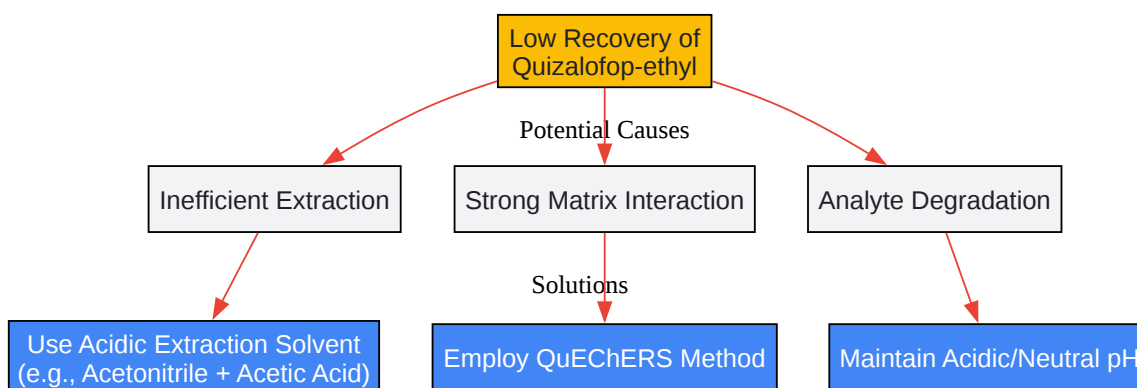 Low Recovery of
Quizalofop-ethyl
Potential Causes
Inefficient Extraction
Strong Matrix Interaction
Analyte Degradation
Solutions
Use Acidic Extraction Solvent
(e.g., Acetonitrile + Acetic Acid)
Employ QuEChERS Method
Maintain Acidic/Neutral pH